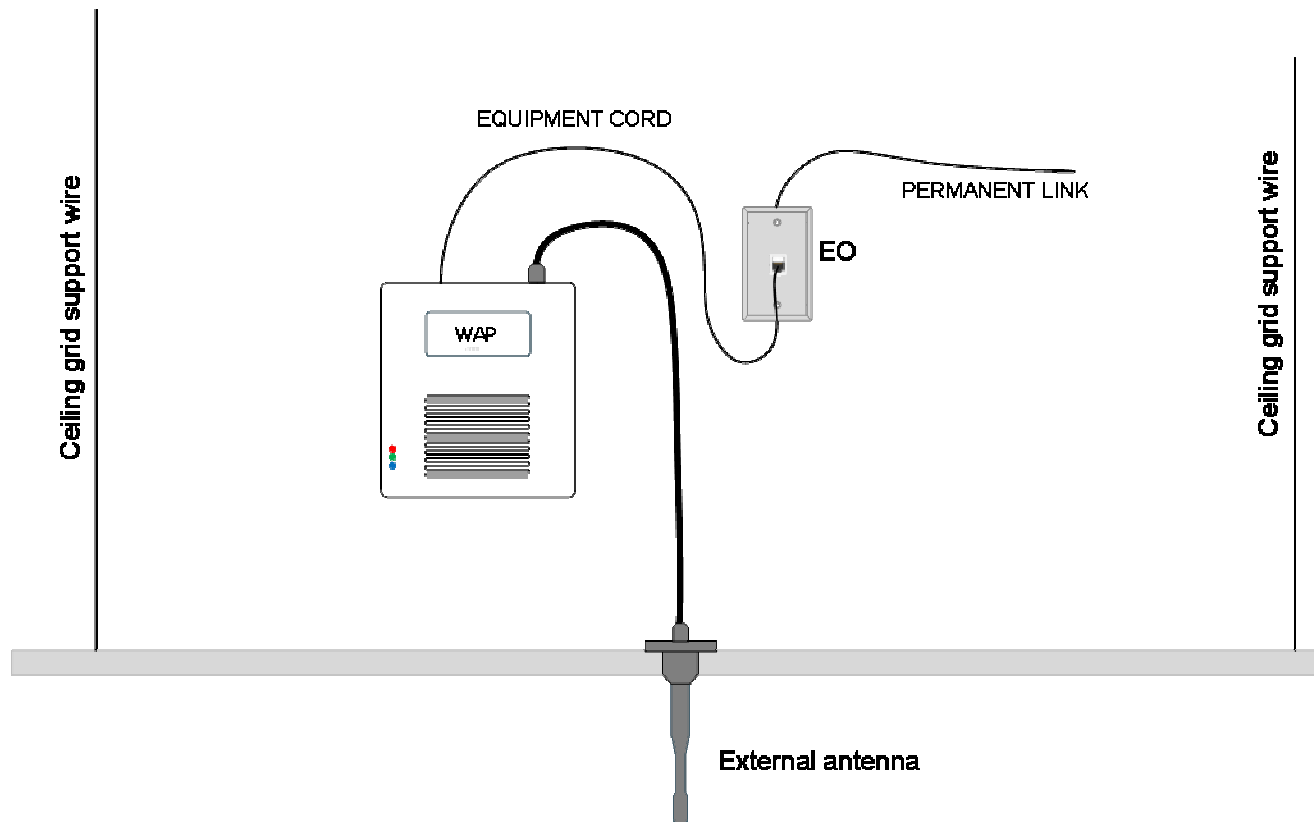 EQUIPMENT CORD
PERMANENT LINK
EO
WAP
Ceiling grid support wire
Ceiling grid support wire
External antenna